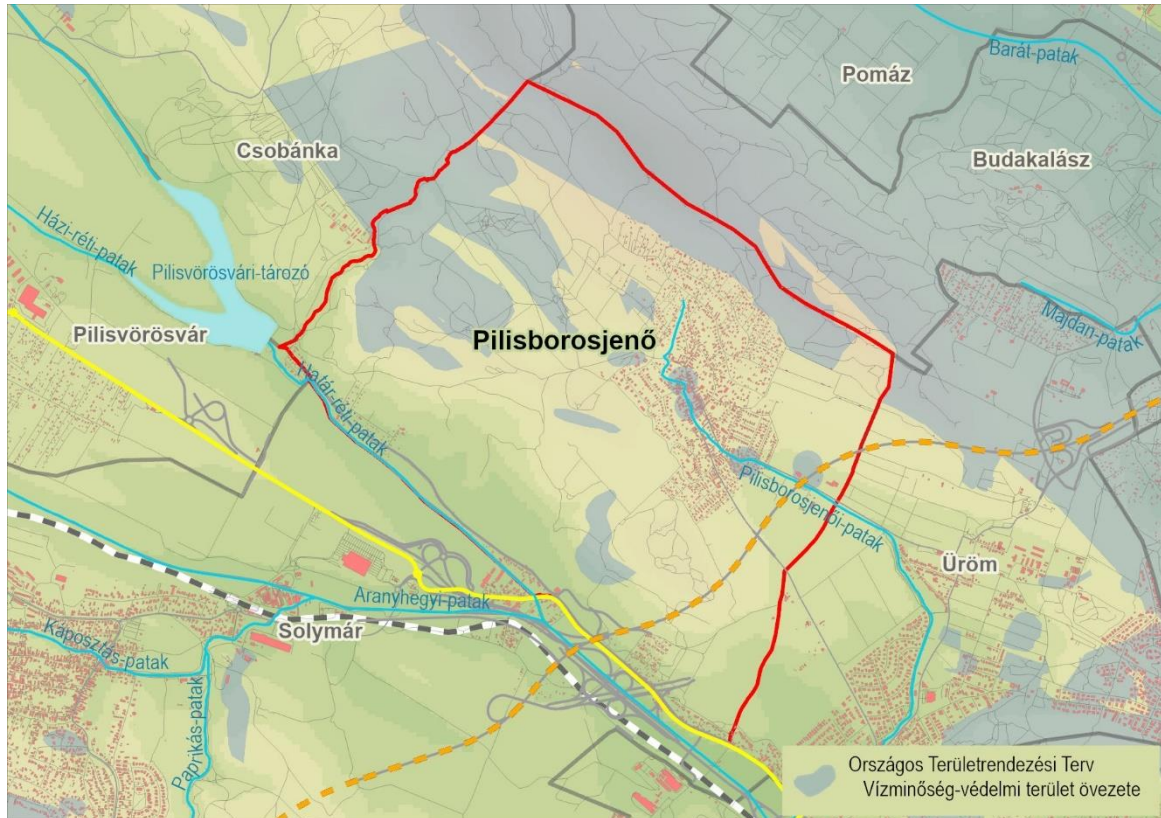 Barát-patak
Pomáz
Csobánka
Budakalász
Házi-réti-patak
Pilisvörösvári-tározó
Majdan-patak
Pilisvörösvár
Pilisborosjenő
Határ-réti-patak
Pilisborosjenői-patak
Üröm
Aranyhegyi-patak
Solymár
Káposztás-patak
Paprikás-patak
Országos Területrendezési Terv
Vízminőség-védelmi terület övezete